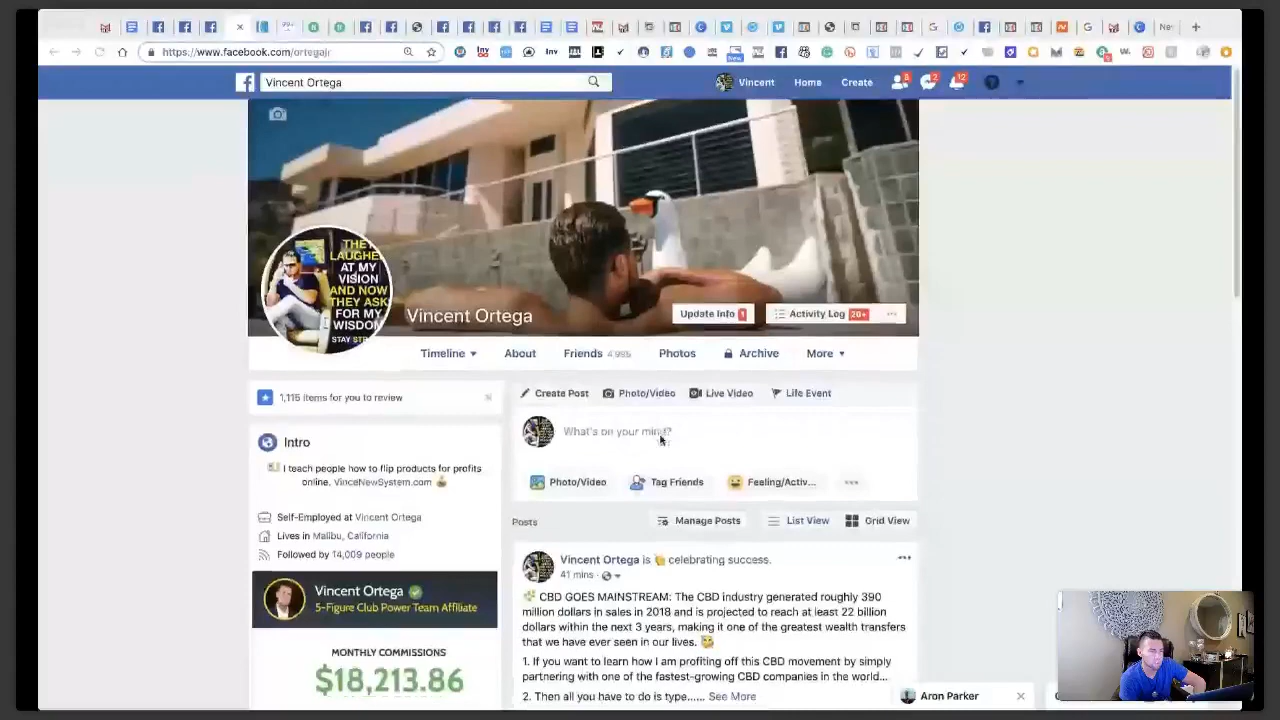 https://www.facebook.com/ortegajr
Vincent Ortega
Vincent
Home
Create
8
2
12
THEY
LAUGHED
AT MY
VISION
AND NOW
THEY ASK
FOR MY
WISDOM
Vincent Ortega
Update Info 1
Activity Log 20+
Timeline
About
Friends 4,985
Photos
Archive
More
1,115 items for you to review
Create Post
Photo/Video
Live Video
Life Event
What's on your mind?
Intro
I teach people how to flip products for profits
online. VinceNewSystem.com
Photo/Video
Tag Friends
Feeling/Activ...
Self-Employed at Vincent Ortega
Lives in Malibu, California
Followed by 14,009 people
Posts
Manage Posts
List View
Grid View
Vincent Ortega
5-Figure Club Power Team Affiliate
MONTHLY COMMISSIONS
$18,213.86
Vincent Ortega is celebrating success.
41 mins
CBD GOES MAINSTREAM: The CBD industry generated roughly 390
million dollars in sales in 2018 and is projected to reach at least 22 billion
dollars within the next 3 years, making it one of the greatest wealth transfers
that we have ever seen in our lives.
1. If you want to learn how I am profiting off this CBD movement by simply
partnering with one of the fastest-growing CBD companies in the world...
2. Then all you have to do is type...... See More
Aron Parker